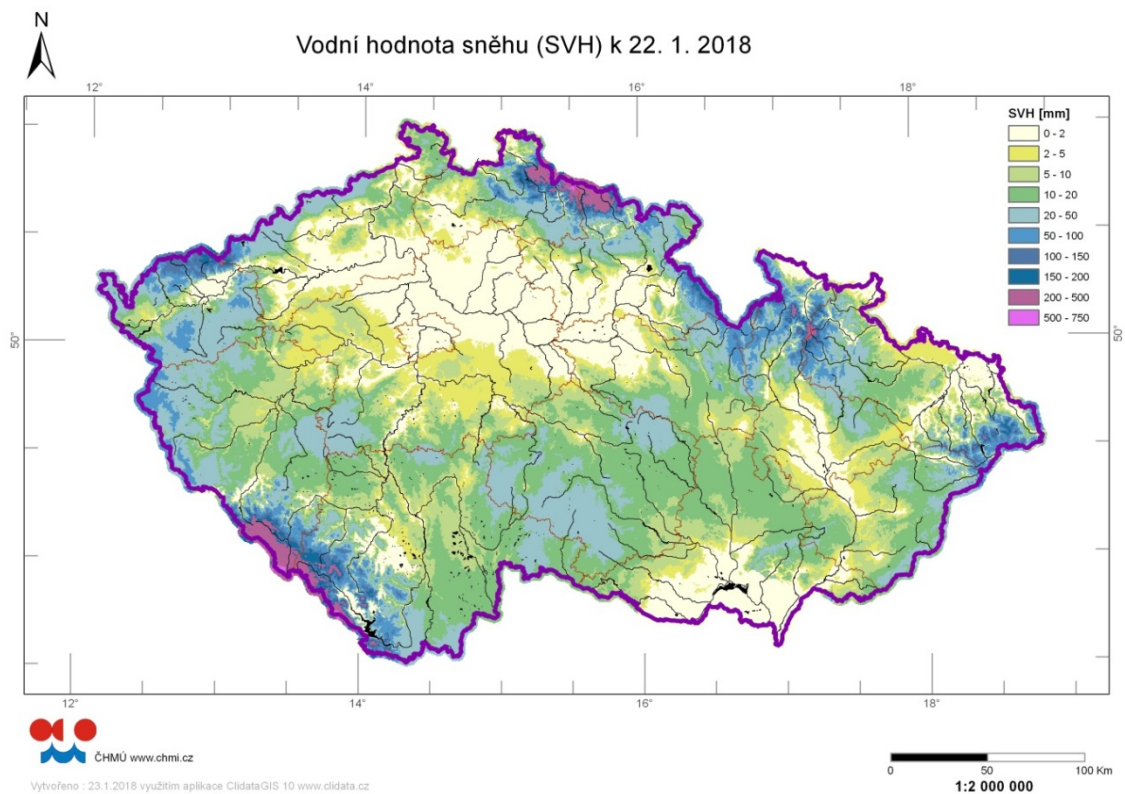 N
Vodní hodnota sněhu (SVH) k 22. 1. 2018
12° 14° 16° 18°
SVH [mm]
0 - 2
2 - 5
5 - 10
10 - 20
20 - 50
50 - 100
100 - 150
150 - 200
200 - 500
500 - 750
50° 50°
12° 14° 16° 18°
ČHMÚ www.chmi.cz
0 50 100 Km
1:2 000 000
Vytvořeno : 23.1.2018 využitím aplikace ClidataGIS 10 www.clidata.cz